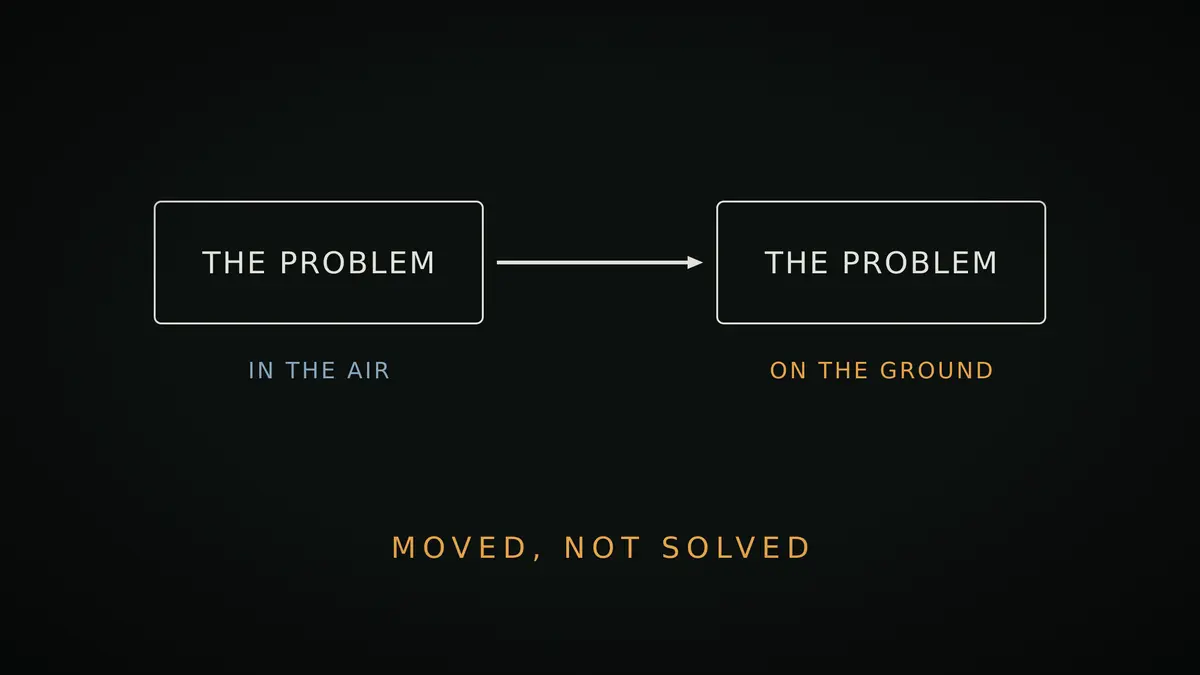 THE PROBLEM
THE PROBLEM
IN THE AIR
ON THE GROUND
MOVED, NOT SOLVED